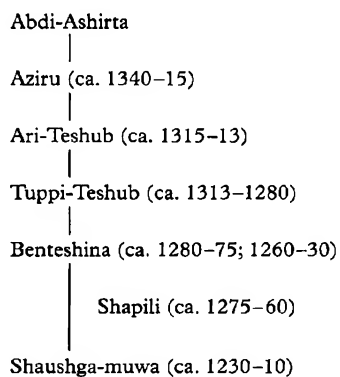 Abdi-Ashirta
Aziru (ca. 1340–15)
Ari-Teshub (ca. 1315–13)
Tuppi-Teshub (ca. 1313–1280)
Benteshina (ca. 1280–75; 1260–30)
Shapili (ca. 1275–60)
Shaushga-muwa (ca. 1230–10)